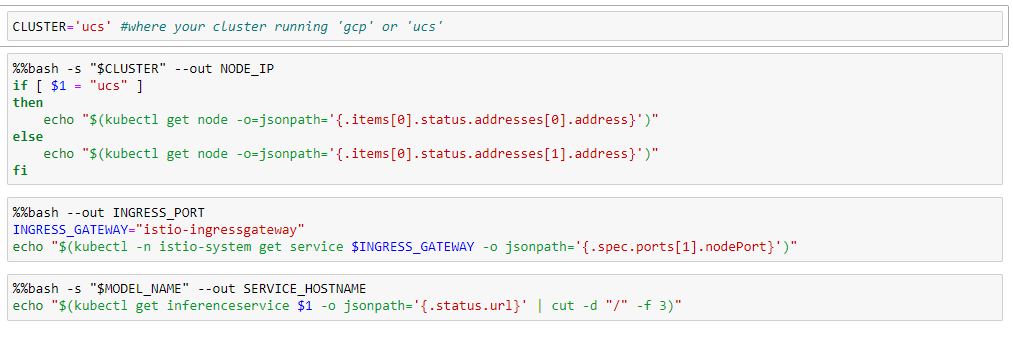 CLUSTER='ucs' #where your cluster running 'gcp' or 'ucs'
%%bash -s "$CLUSTER" --out NODE_IP
if [ $1 = "ucs" ]
then
    echo "$(kubectl get node -o=jsonpath='{.items[0].status.addresses[0].address}')"
else
    echo "$(kubectl get node -o=jsonpath='{.items[0].status.addresses[1].address}')"
fi
%%bash --out INGRESS_PORT
INGRESS_GATEWAY="istio-ingressgateway"
echo "$(kubectl -n istio-system get service $INGRESS_GATEWAY -o jsonpath='{.spec.ports[1].nodePort}')"
%%bash -s "$MODEL_NAME" --out SERVICE_HOSTNAME
echo "$(kubectl get inferenceservice $1 -o jsonpath='{.status.url}' | cut -d "/" -f 3)"